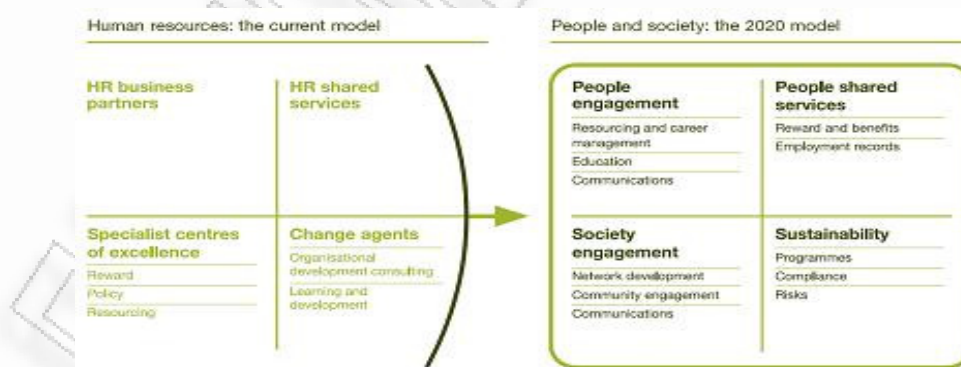 Human resources: the current model
HR business
partners
HR shared
services
Specialist centres
of excellence
Reward
Policy
Resourcing
Change agents
Organisational
development consulting
Learning and
development
People and society: the 2020 model
People
engagement
Resourcing and career
management
Education
Communications
People shared
services
Reward and benefits
Employment records
Society
engagement
Network development
Community engagement
Communications
Sustainability
Programmes
Compliance
Risks